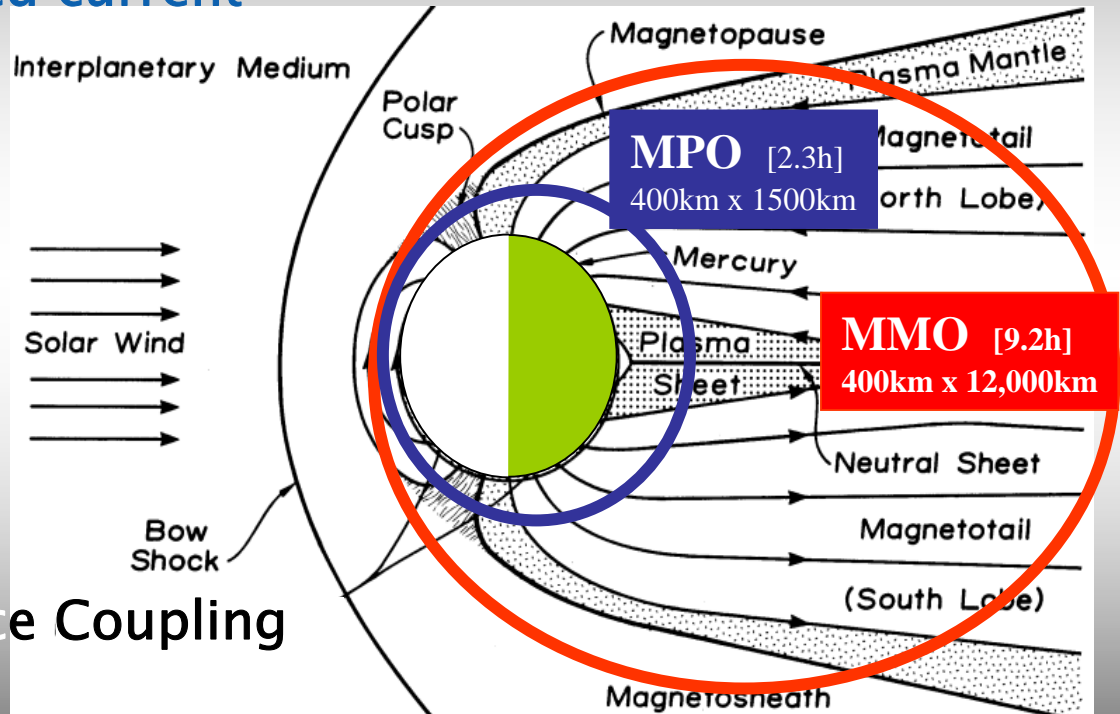 current
Interplanetary Medium
Magnetopause
Plasma Mantle
Polar
Cusp
MPO [2.3h]
400km x 1500km
Magnetotail
North Lobe)
Mercury
Solar Wind
Plasma
Sheet
MMO [9.2h]
400km x 12,000km
Neutral Sheet
Bow
Shock
Magnetotail
(South Lobe)
e Coupling
Magnetosheath